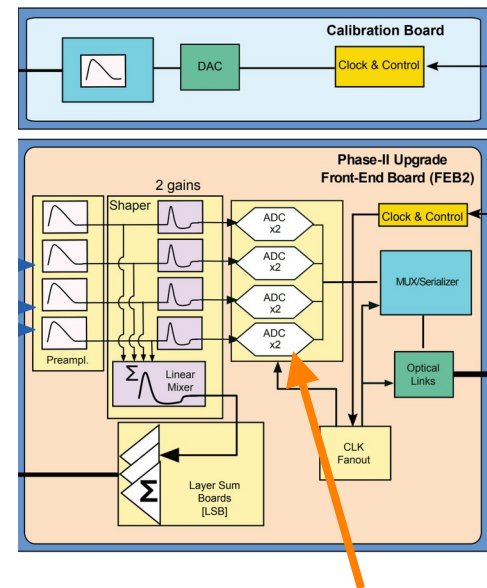 Calibration Board
DAC
Clock & Control
Phase-II Upgrade
Front-End Board (FEB2)
2 gains
Shaper
ADC
x2
ADC
x2
ADC
x2
ADC
x2
Clock & Control
MUX/Serializer
Preampl.
Σ
Linear
Mixer
Optical
Links
CLK
Fanout
Σ
Layer Sum
Boards
[LSB]